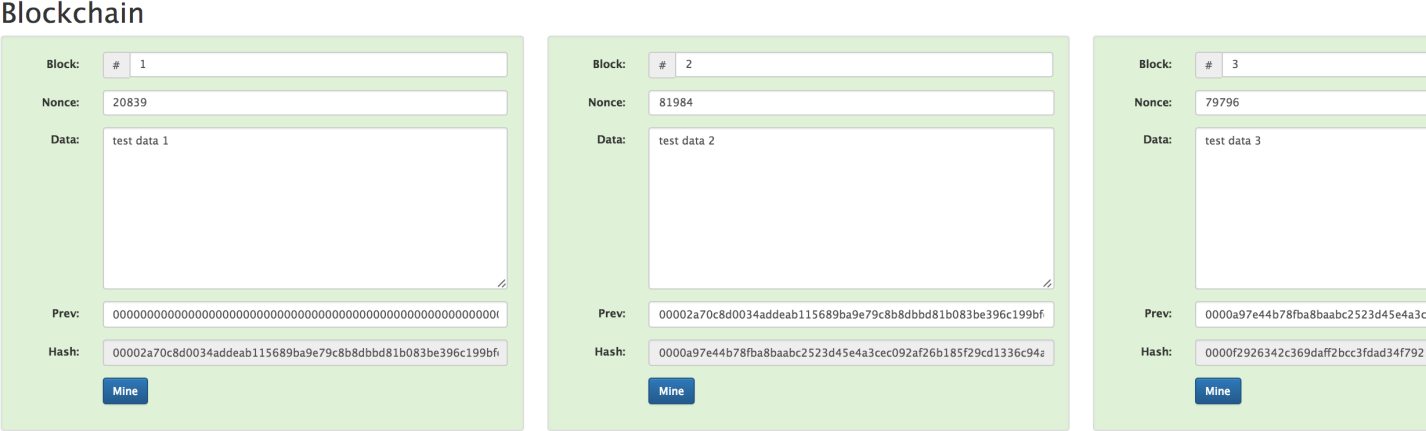 Blockchain
Block: # 1
Nonce: 20839
Data: test data 1
Prev: 000000000000000000000000000000000000000000000000000000000
Hash: 00002a70c8d0034addeab115689ba9e79c8b8dbbd81b083be396c199bf
Mine
Block: # 2
Nonce: 81984
Data: test data 2
Prev: 00002a70c8d0034addeab115689ba9e79c8b8dbbd81b083be396c199bf
Hash: 0000a97e44b78fba8baabc2523d45e4a3cec092af26b185f29cd1336c94a
Mine
Block: # 3
Nonce: 79796
Data: test data 3
Prev: 0000a97e44b78fba8baabc2523d45e4a3c
Hash: 0000f2926342c369daff2bcc3fdad34f792
Mine